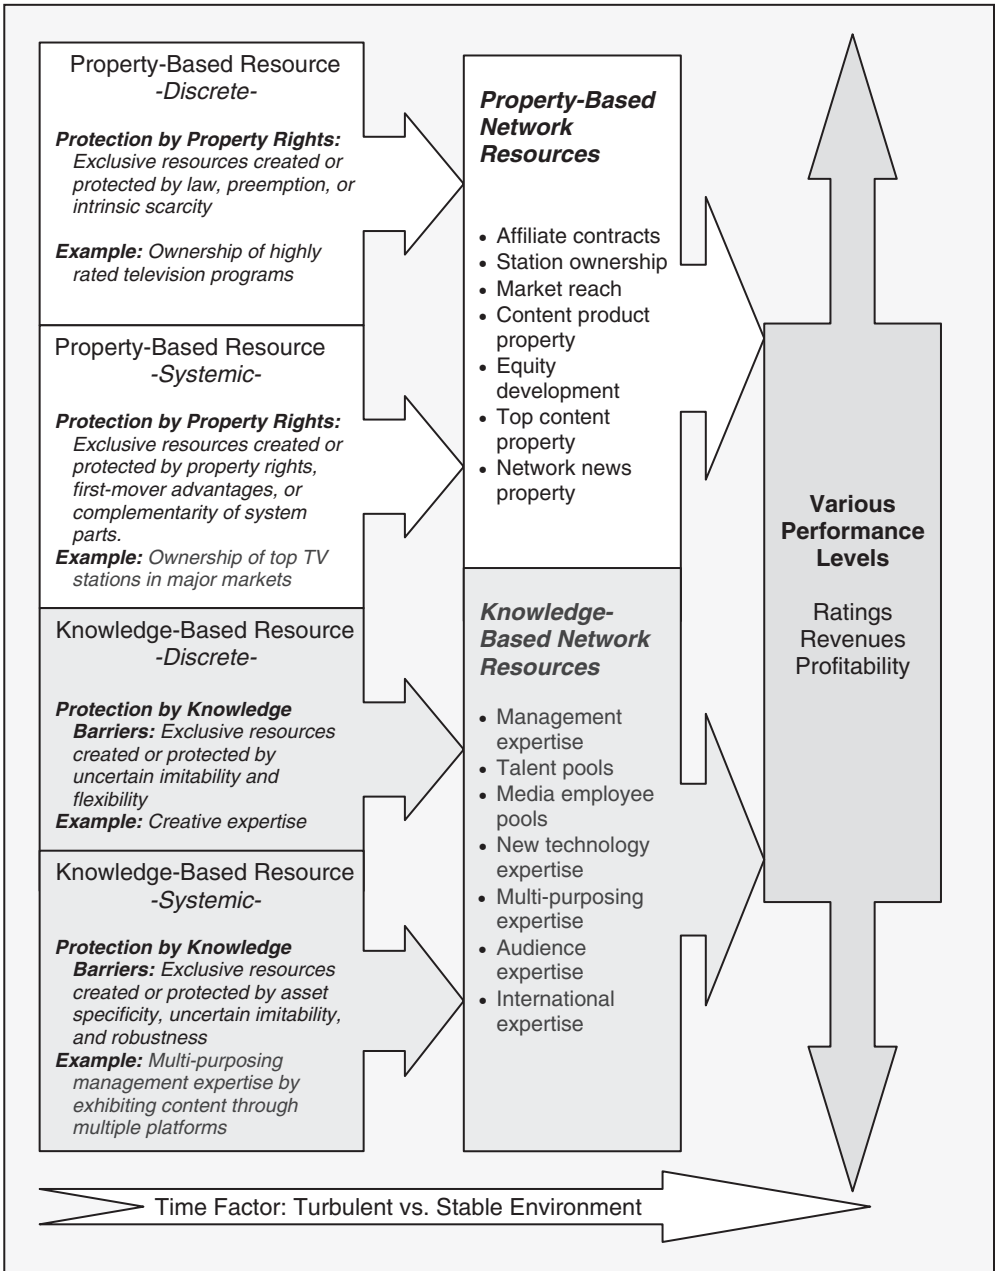 Property-Based Resource
-Discrete-
Protection by Property Rights:
Exclusive resources created or
protected by law, preemption, or
intrinsic scarcity
Example: Ownership of highly
rated television programs
Property-Based Resource
-Systemic-
Protection by Property Rights:
Exclusive resources created or
protected by property rights,
first-mover advantages, or
complementarity of system
parts.
Example: Ownership of top TV
stations in major markets
Knowledge-Based Resource
-Discrete-
Protection by Knowledge
Barriers: Exclusive resources
created or protected by
uncertain imitability and
flexibility
Example: Creative expertise
Knowledge-Based Resource
-Systemic-
Protection by Knowledge
Barriers: Exclusive resources
created or protected by asset
specificity, uncertain imitability,
and robustness
Example: Multi-purposing
management expertise by
exhibiting content through
multiple platforms
Property-Based
Network
Resources
• Affiliate contracts
• Station ownership
• Market reach
• Content product
property
• Equity
development
• Top content
property
• Network news
property
Knowledge-
Based Network
Resources
• Management
expertise
• Talent pools
• Media employee
pools
• New technology
expertise
• Multi-purposing
expertise
• Audience
expertise
• International
expertise
Various
Performance
Levels
Ratings
Revenues
Profitability
Time Factor: Turbulent vs. Stable Environment